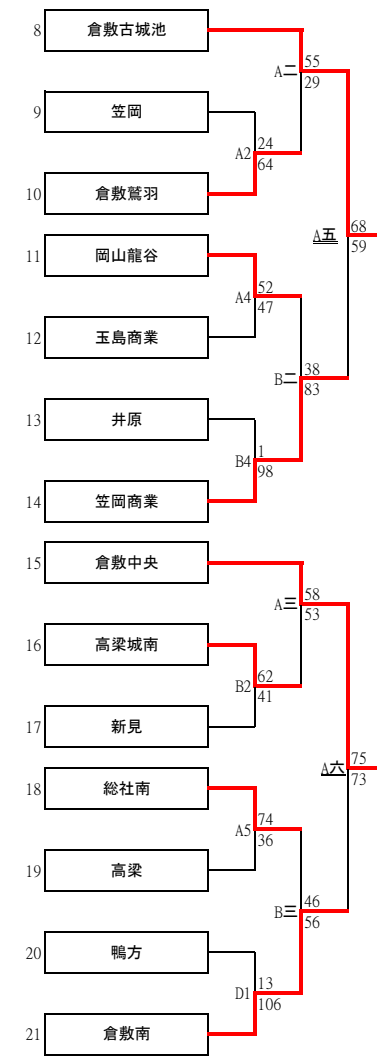 8 倉敷古城池
55
A二
29
9 笠岡
24
A2
64
10 倉敷鷲羽
68
A五
59
11 岡山龍谷
52
A4
47
12 玉島商業
38
B二
83
13 井原
1
B4
98
14 笠岡商業
15 倉敷中央
58
A三
53
16 高梁城南
62
B2
41
17 新見
75
A六
73
18 総社南
74
A5
36
19 高梁
46
B三
56
20 鴨方
13
D1
106
21 倉敷南